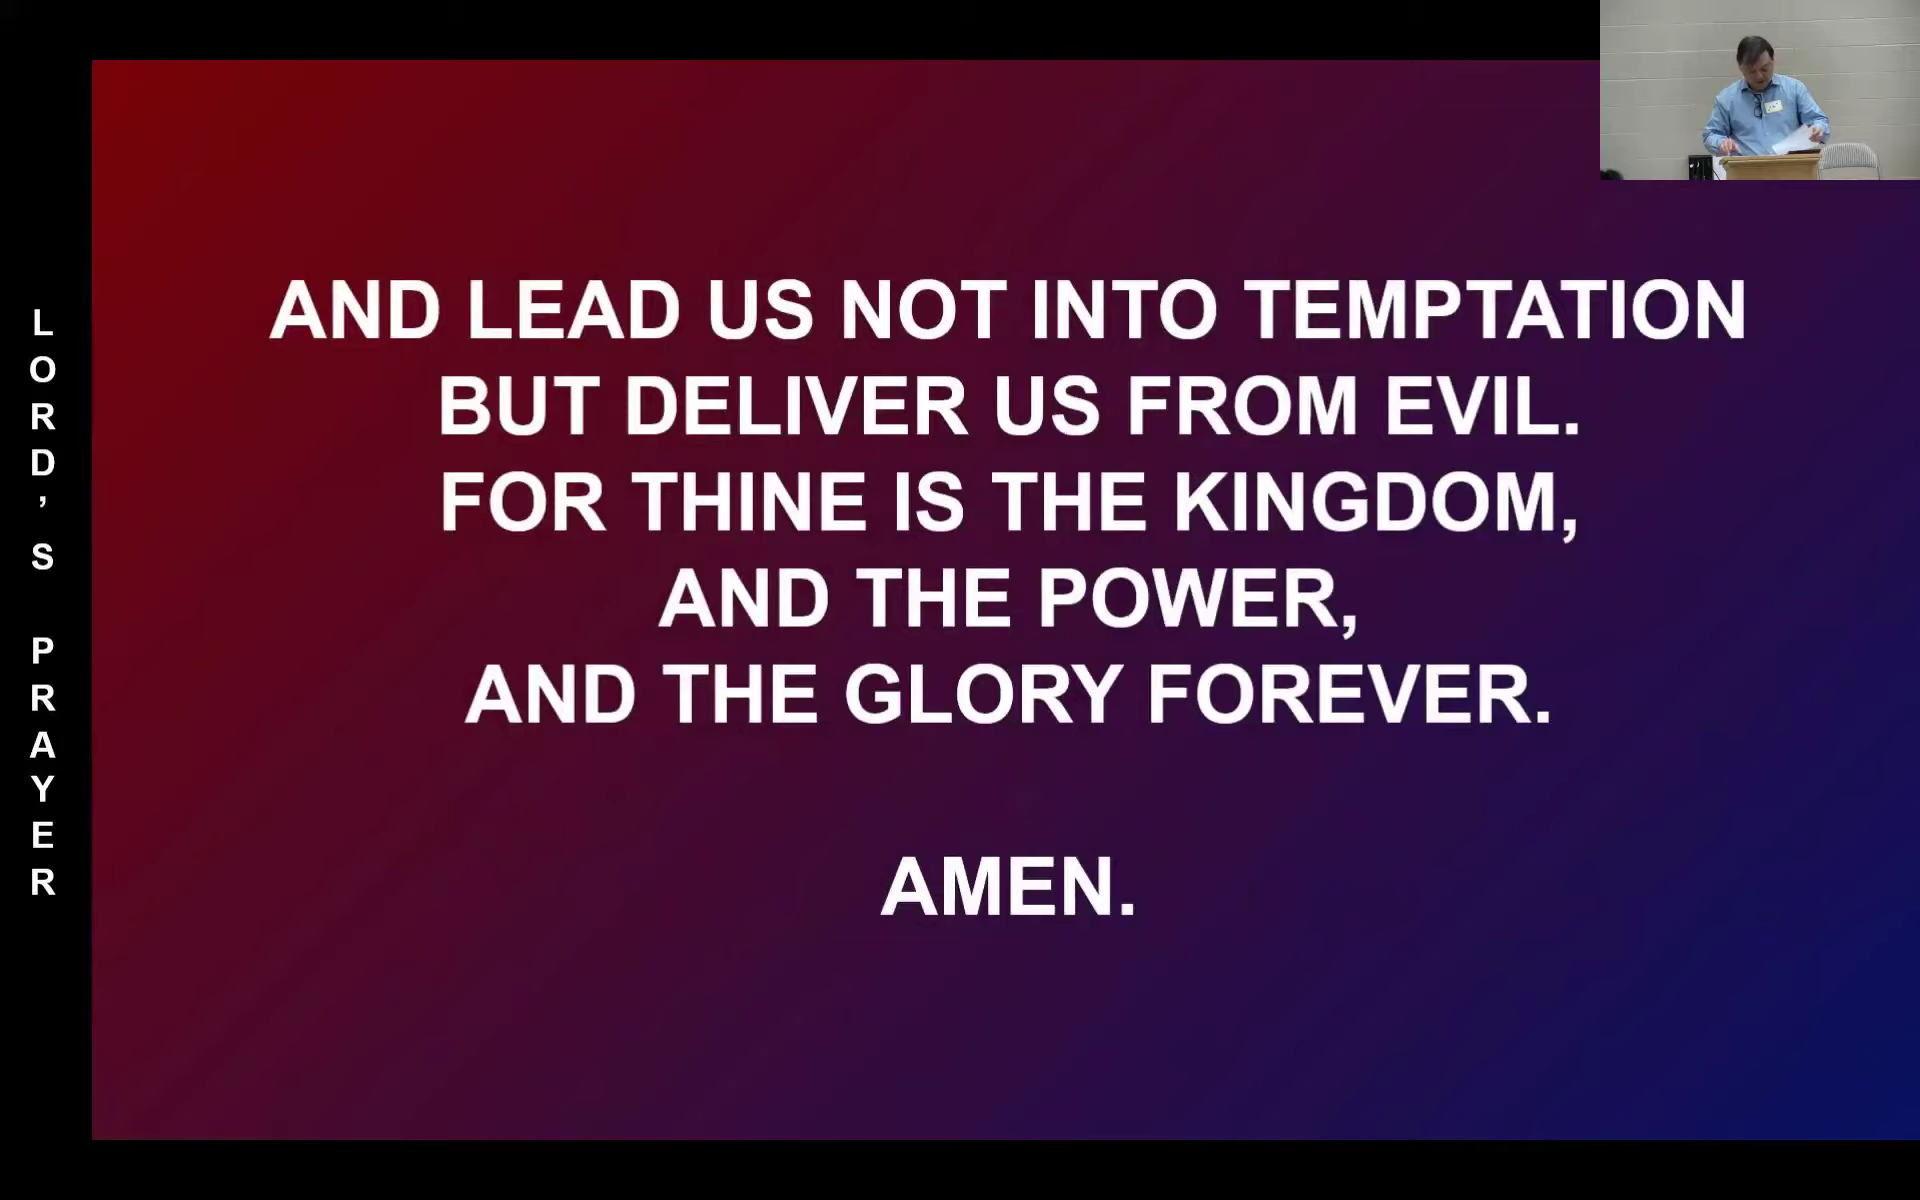 LORD’S PRAYER
AND LEAD US NOT INTO TEMPTATION
BUT DELIVER US FROM EVIL.
FOR THINE IS THE KINGDOM,
AND THE POWER,
AND THE GLORY FOREVER.
AMEN.